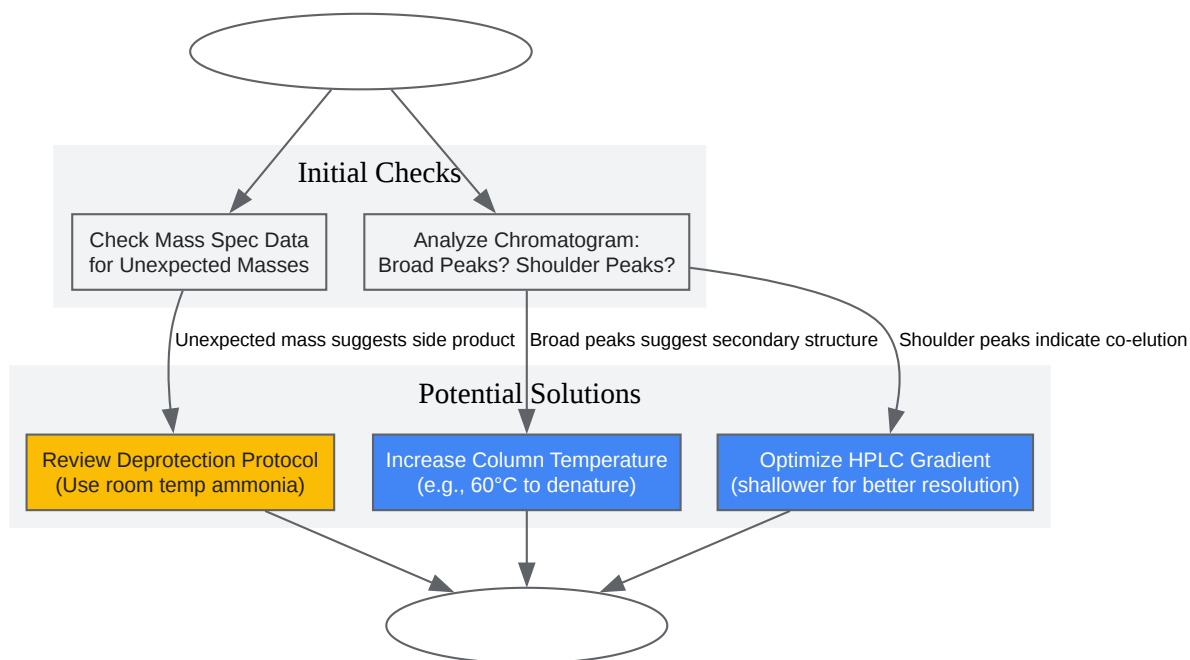 Initial Checks
Check Mass Spec Data
for Unexpected Masses
Analyze Chromatogram:
Broad Peaks? Shoulder Peaks?
Unexpected mass suggests side product
Broad peaks suggest secondary structure
Shoulder peaks indicate co-elution
Potential Solutions
Review Deprotection Protocol
(Use room temp ammonia)
Increase Column Temperature
(e.g., 60°C to denature)
Optimize HPLC Gradient
(shallower for better resolution)